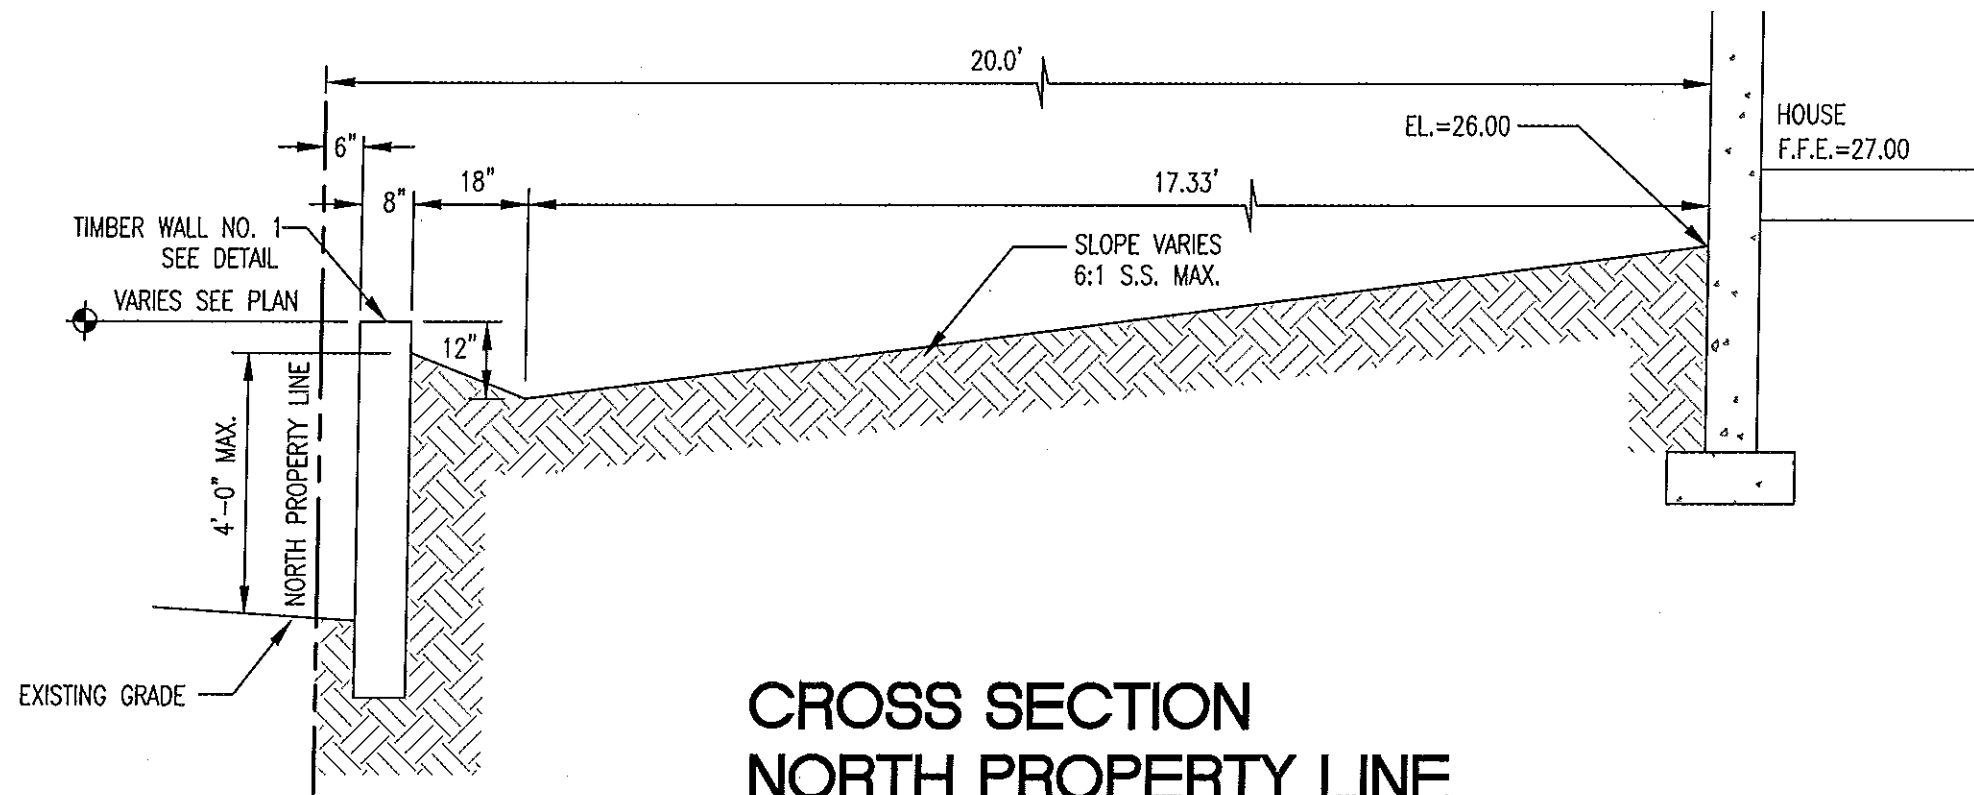 20.0'
EL.=26.00
HOUSE
F.F.E.=27.00
6"
18"
8"
17.33'
TIMBER WALL NO. 1
SEE DETAIL
SLOPE VARIES
6:1 S.S. MAX.
VARIES SEE PLAN
12"
4'-0" MAX.
NORTH PROPERTY LINE
EXISTING GRADE
CROSS SECTION
NORTH PROPERTY LINE